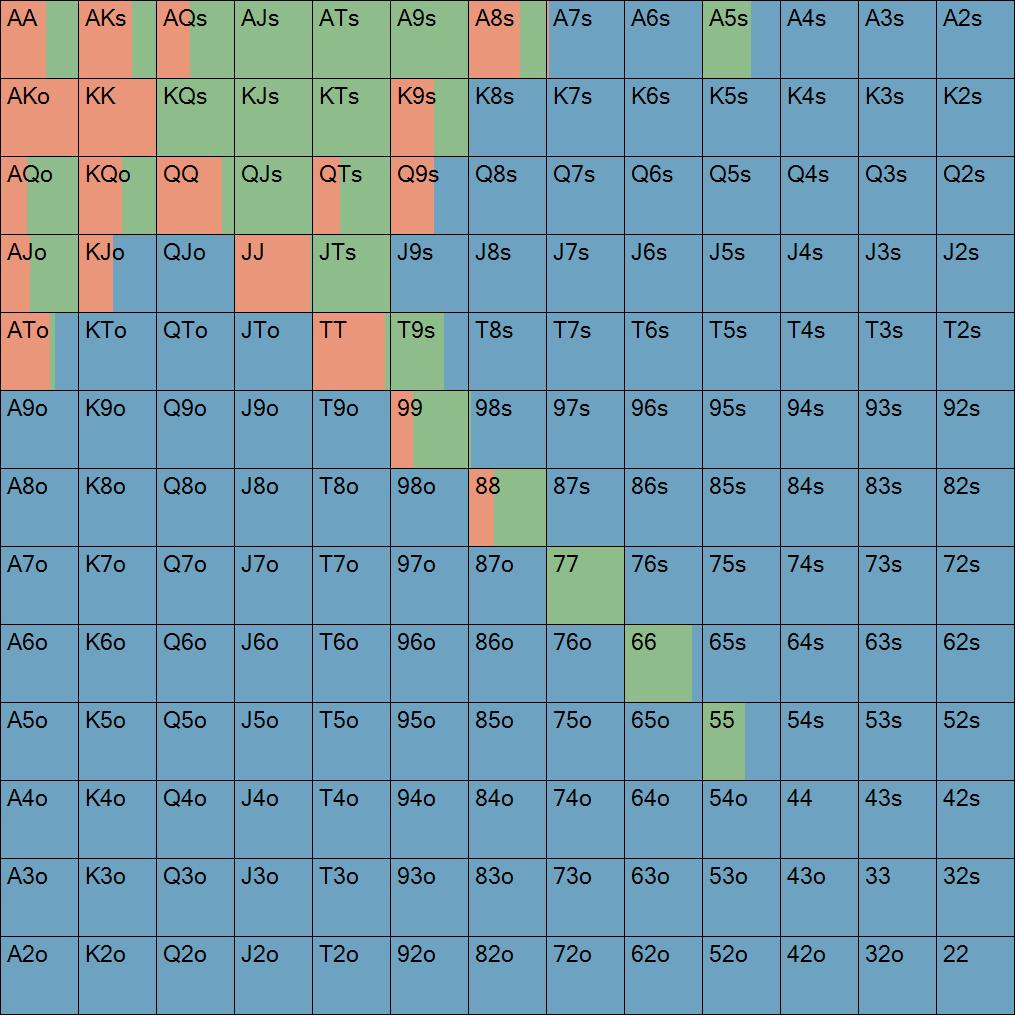 AA AKs AQs AJs ATs A9s A8s A7s A6s A5s A4s A3s A2s
AKo KK KQs KJs KTs K9s K8s K7s K6s K5s K4s K3s K2s
AQo KQo QQ QJs QTs Q9s Q8s Q7s Q6s Q5s Q4s Q3s Q2s
AJo KJo QJo JJ JTs J9s J8s J7s J6s J5s J4s J3s J2s
ATo KTo QTo JTo TT T9s T8s T7s T6s T5s T4s T3s T2s
A9o K9o Q9o J9o T9o 99 98s 97s 96s 95s 94s 93s 92s
A8o K8o Q8o J8o T8o 98o 88 87s 86s 85s 84s 83s 82s
A7o K7o Q7o J7o T7o 97o 87o 77 76s 75s 74s 73s 72s
A6o K6o Q6o J6o T6o 96o 86o 76o 66 65s 64s 63s 62s
A5o K5o Q5o J5o T5o 95o 85o 75o 65o 55 54s 53s 52s
A4o K4o Q4o J4o T4o 94o 84o 74o 64o 54o 44 43s 42s
A3o K3o Q3o J3o T3o 93o 83o 73o 63o 53o 43o 33 32s
A2o K2o Q2o J2o T2o 92o 82o 72o 62o 52o 42o 32o 22